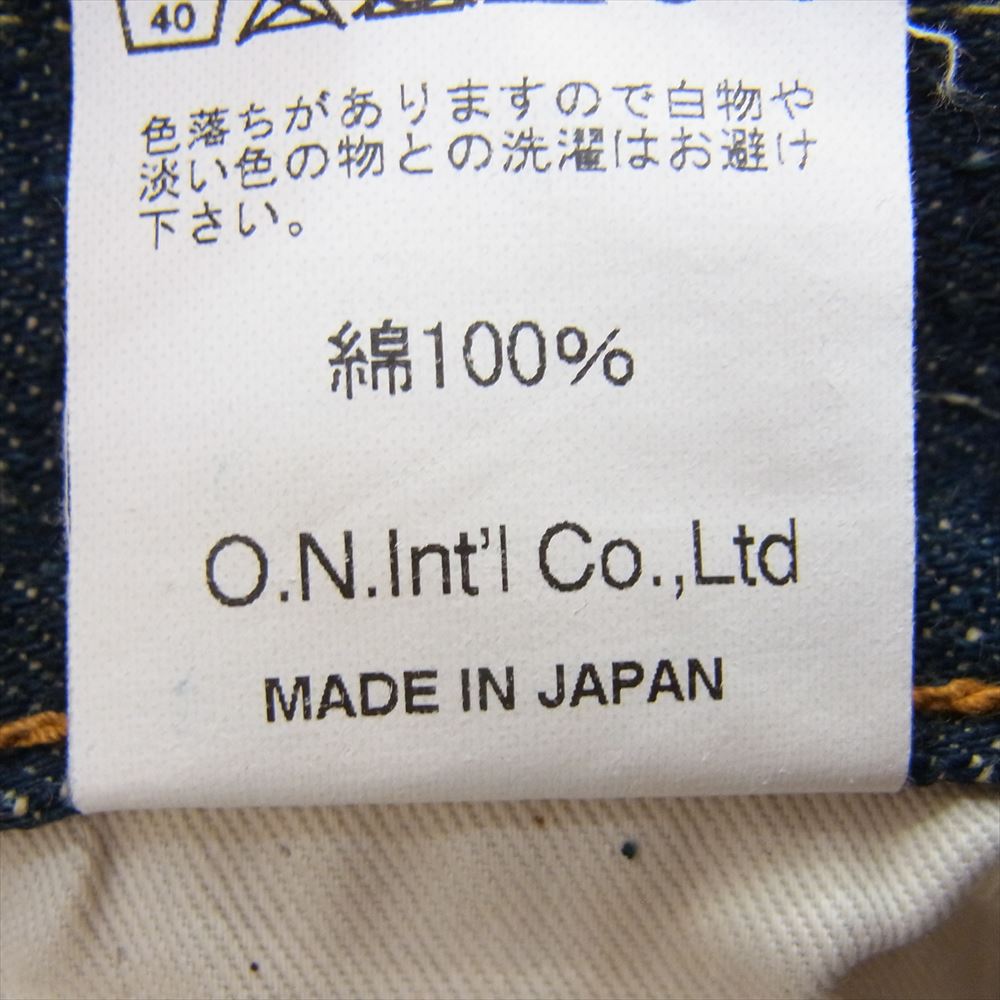 40
色落ちがありますので白物や
淡い色の物との洗濯はお避け
下さい。
綿100%
O.N.Int'l Co.,Ltd
MADE IN JAPAN